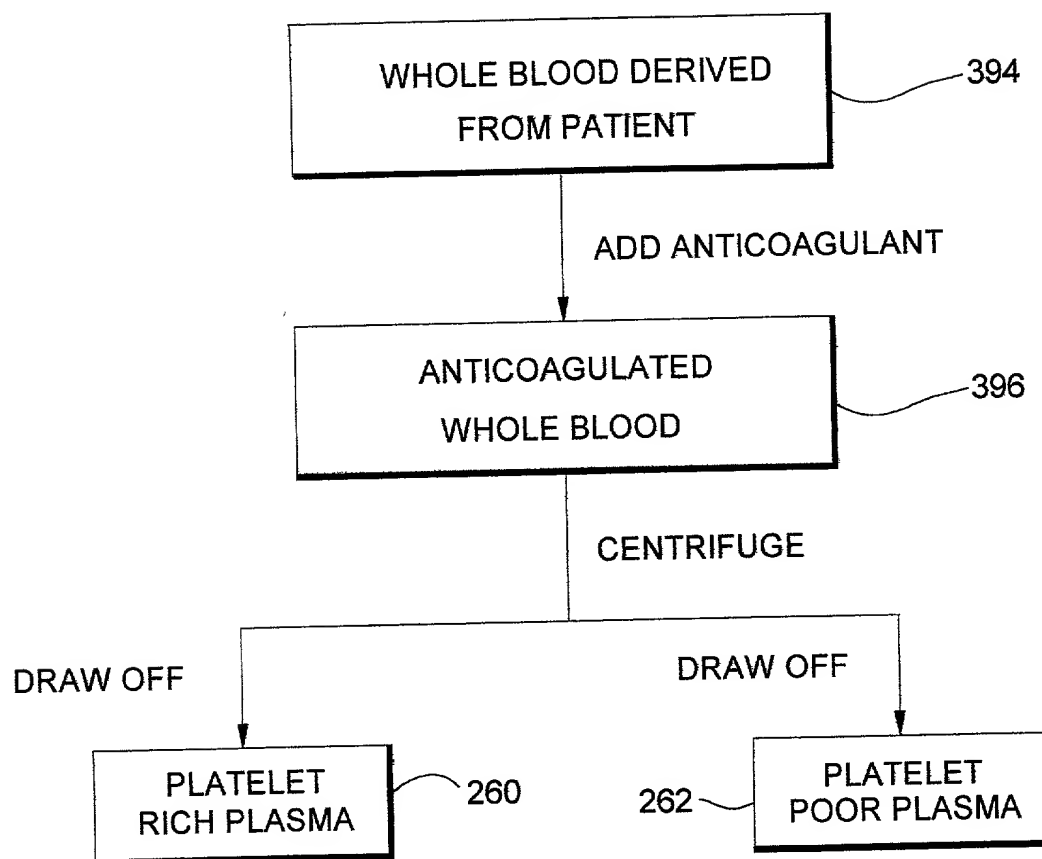 WHOLE BLOOD DERIVED
FROM PATIENT
394
ADD ANTICOAGULANT
ANTICOAGULATED
WHOLE BLOOD
396
CENTRIFUGE
DRAW OFF
DRAW OFF
PLATELET
RICH PLASMA
260
262
PLATELET
POOR PLASMA